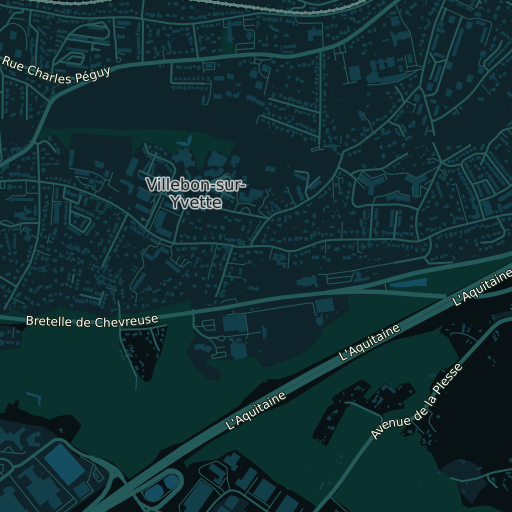 Rue Charles Péguy
Villebon-sur-
Yvette
L'Aquitaine
Bretelle de Chevreuse
L'Aquitaine
L'Aquitaine
Avenue de la Plesse